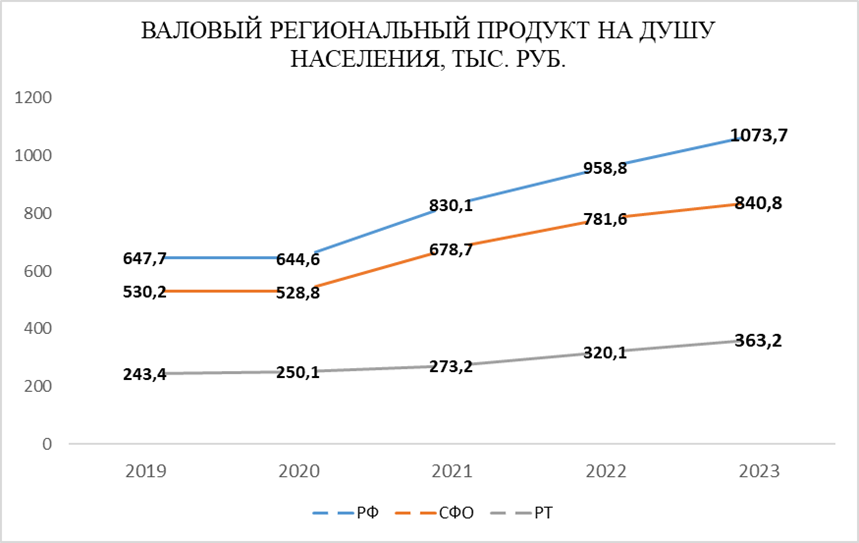 ВАЛОВЫЙ РЕГИОНАЛЬНЫЙ ПРОДУКТ НА ДУШУ
НАСЕЛЕНИЯ, ТЫС. РУБ.
1200
1000
800
600
400
200
0
647,7 644,6 830,1 958,8 1073,7
530,2 528,8 678,7 781,6 840,8
243,4 250,1 273,2 320,1 363,2
2019 2020 2021 2022 2023
РФ СФО РТ